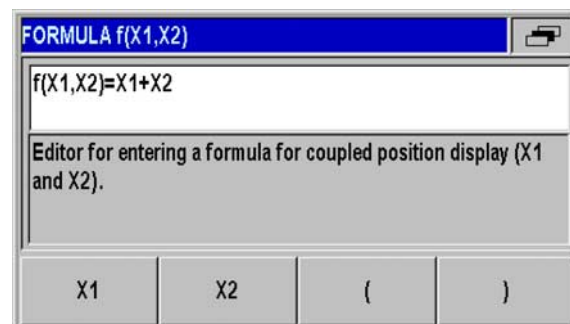 FORMULA f(X1,X2)
f(X1,X2)=X1+X2
Editor for entering a formula for coupled position display (X1
and X2).
X1 X2 ( )